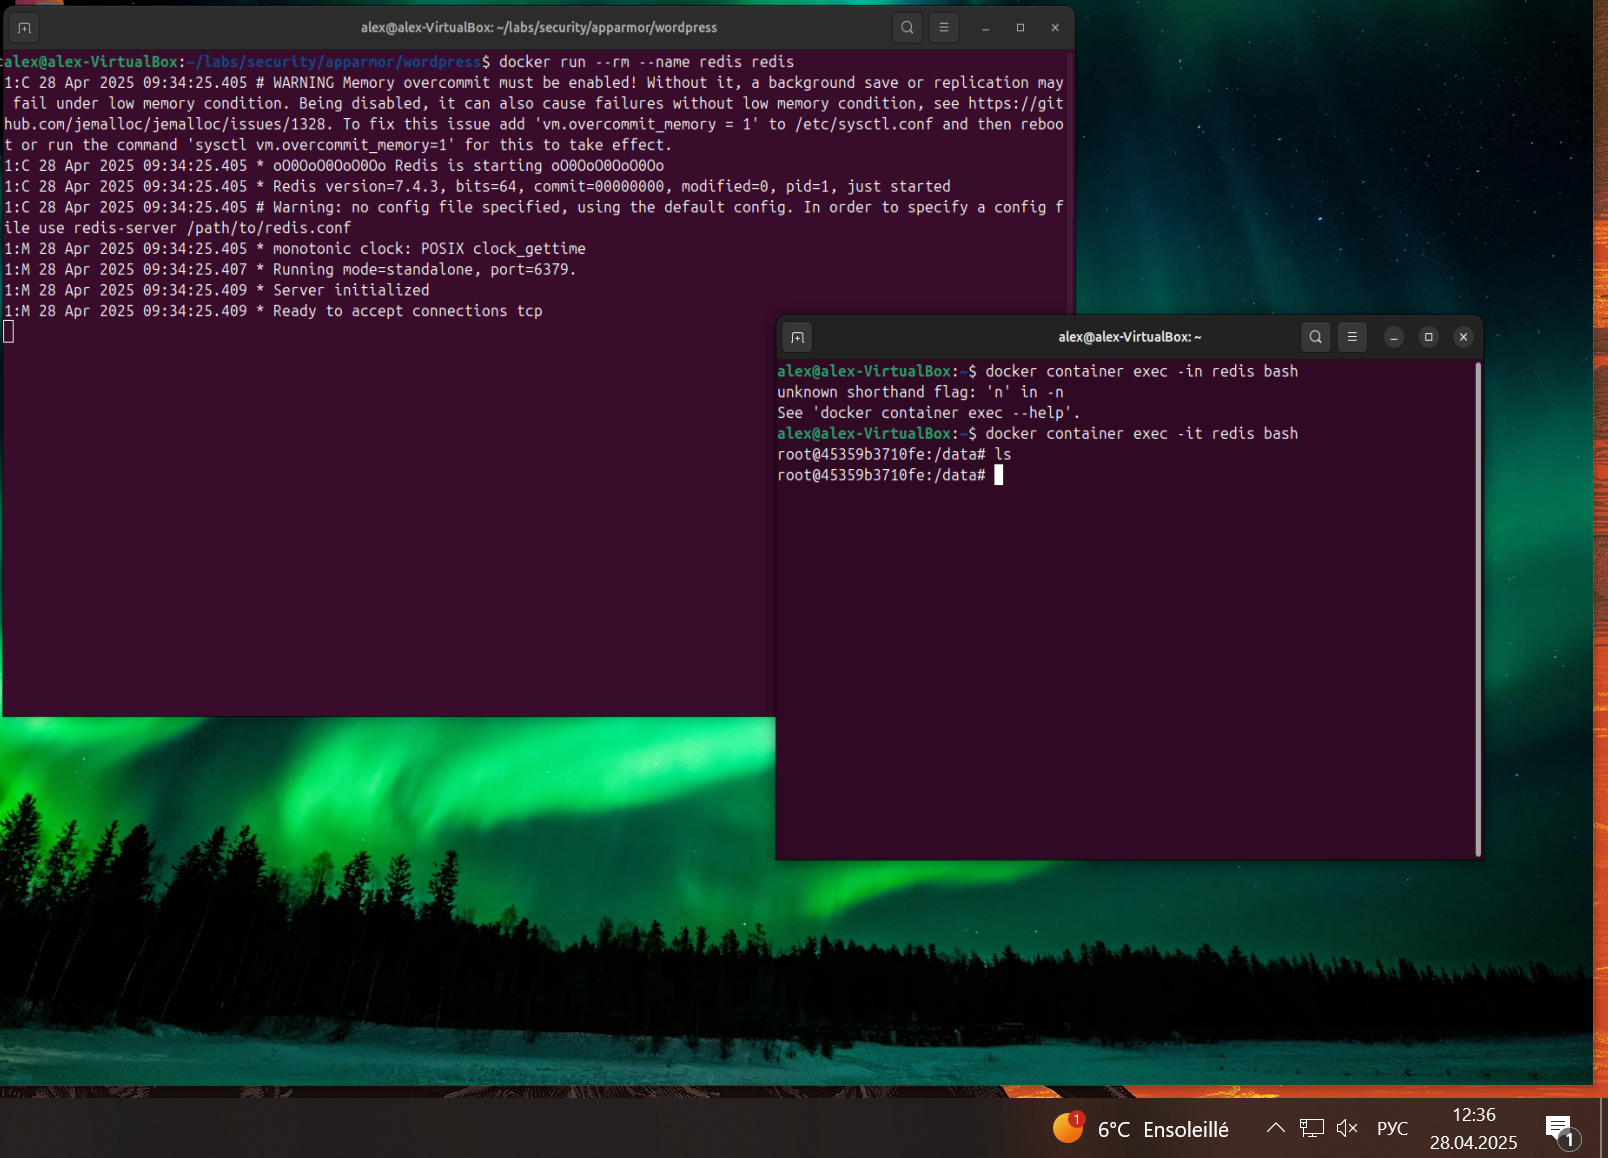 alex@alex-VirtualBox: ~/labs/security/apparmor/wordpress
alex@alex-VirtualBox:~/labs/security/apparmor/wordpress$ docker run --rm --name redis redis
1:C 28 Apr 2025 09:34:25.405 # WARNING Memory overcommit must be enabled! Without it, a background save or replication may
 fail under low memory condition. Being disabled, it can also cause failures without low memory condition, see https://git
hub.com/jemalloc/jemalloc/issues/1328. To fix this issue add 'vm.overcommit_memory = 1' to /etc/sysctl.conf and then reboo
t or run the command 'sysctl vm.overcommit_memory=1' for this to take effect.
1:C 28 Apr 2025 09:34:25.405 * oO0OoO0OoO0Oo Redis is starting oO0OoO0OoO0Oo
1:C 28 Apr 2025 09:34:25.405 * Redis version=7.4.3, bits=64, commit=00000000, modified=0, pid=1, just started
1:C 28 Apr 2025 09:34:25.405 # Warning: no config file specified, using the default config. In order to specify a config f
ile use redis-server /path/to/redis.conf
1:M 28 Apr 2025 09:34:25.405 * monotonic clock: POSIX clock_gettime
1:M 28 Apr 2025 09:34:25.407 * Running mode=standalone, port=6379.
1:M 28 Apr 2025 09:34:25.409 * Server initialized
1:M 28 Apr 2025 09:34:25.409 * Ready to accept connections tcp
alex@alex-VirtualBox: ~
alex@alex-VirtualBox:~$ docker container exec -in redis bash
unknown shorthand flag: 'n' in -n
See 'docker container exec --help'.
alex@alex-VirtualBox:~$ docker container exec -it redis bash
root@45359b3710fe:/data# ls
root@45359b3710fe:/data#
1
6°C Ensoleillé
РУС
12:36
28.04.2025
1